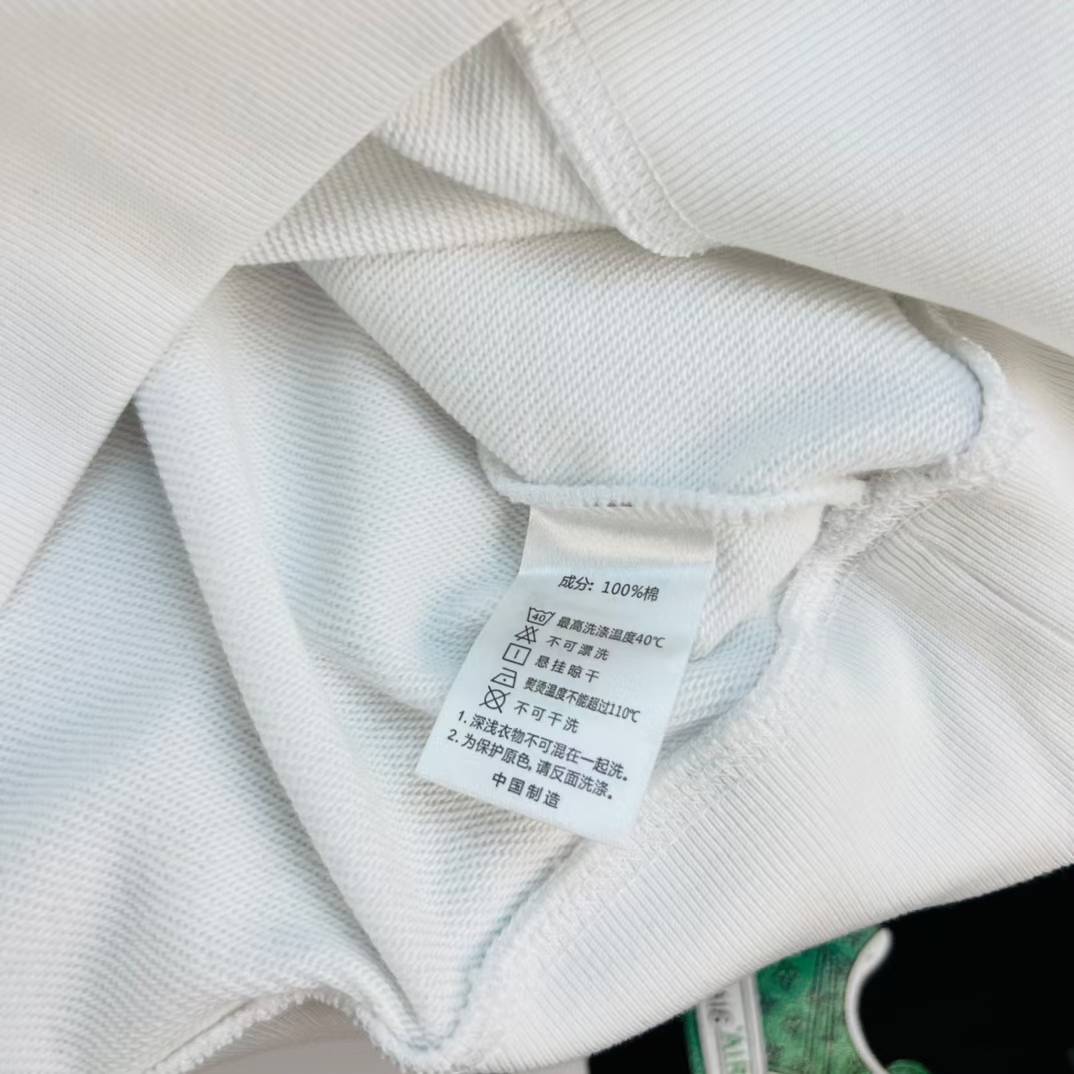 成分: 100%棉
40 最高洗涤温度40℃
不可漂洗
悬挂晾干
熨烫温度不能超过110℃
不可干洗
1. 深浅衣物不可混在一起洗。
2. 为保护原色, 请反面洗涤。
中国制造